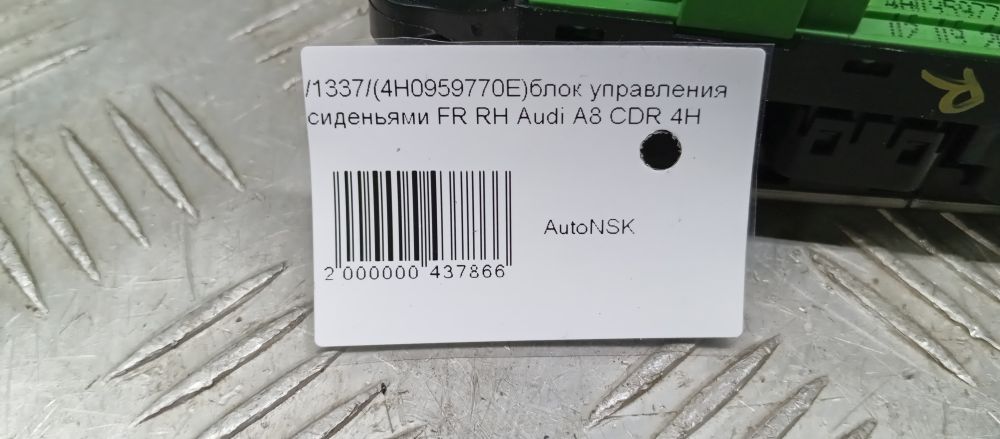 /1337/(4H0959770E)блок управления
сиденьями FR RH Audi A8 CDR 4H
AutoNSK
2 000000 437866